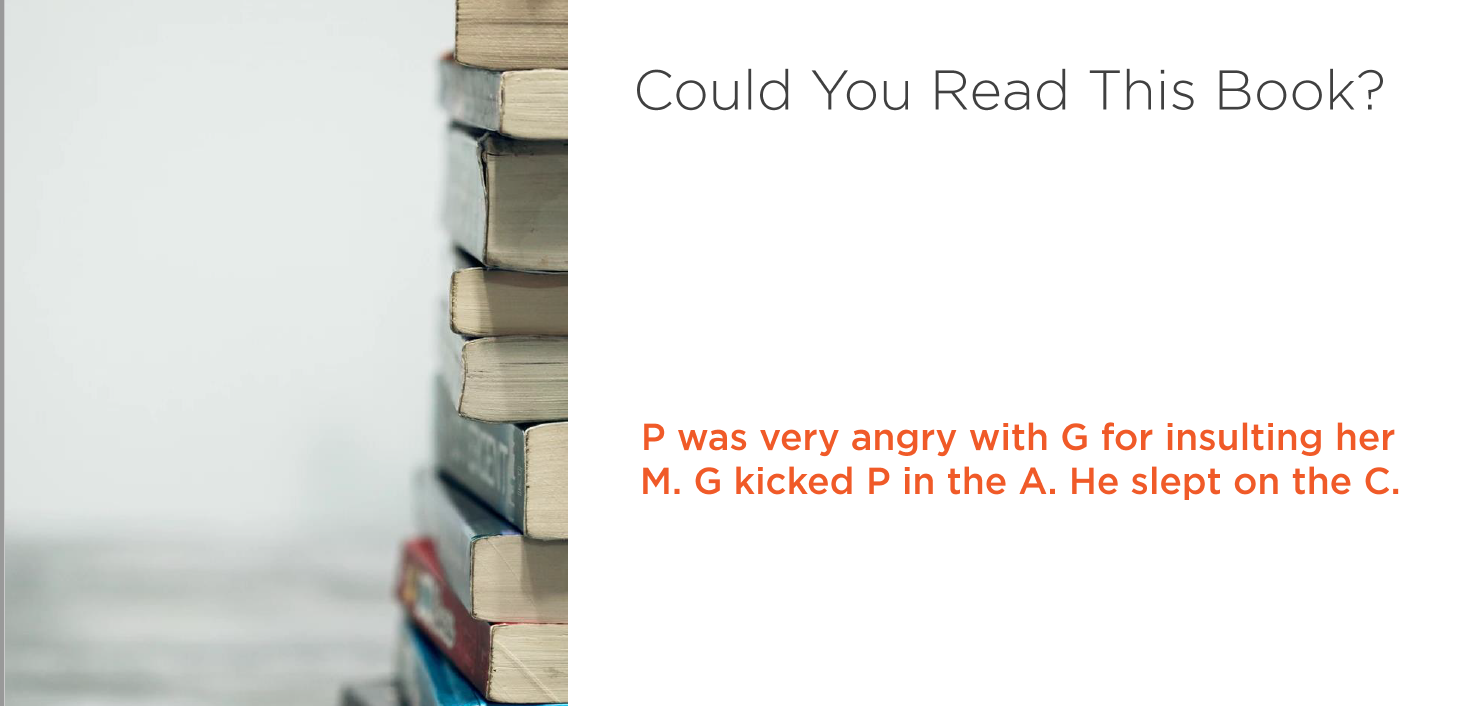 Could You Read This Book?
P was very angry with G for insulting her
M. G kicked P in the A. He slept on the C.